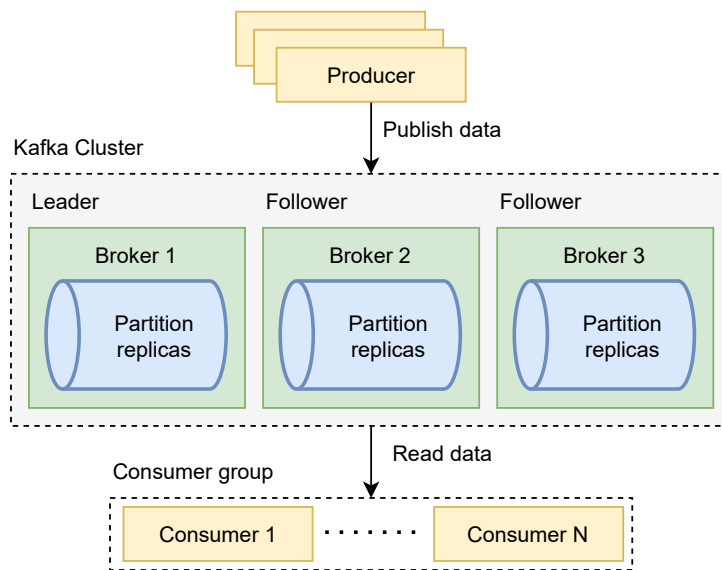 Producer
Publish data
Kafka Cluster
Leader
Follower
Follower
Broker 1
Broker 2
Broker 3
Partition
replicas
Partition
replicas
Partition
replicas
Read data
Consumer group
Consumer 1
.......
Consumer N